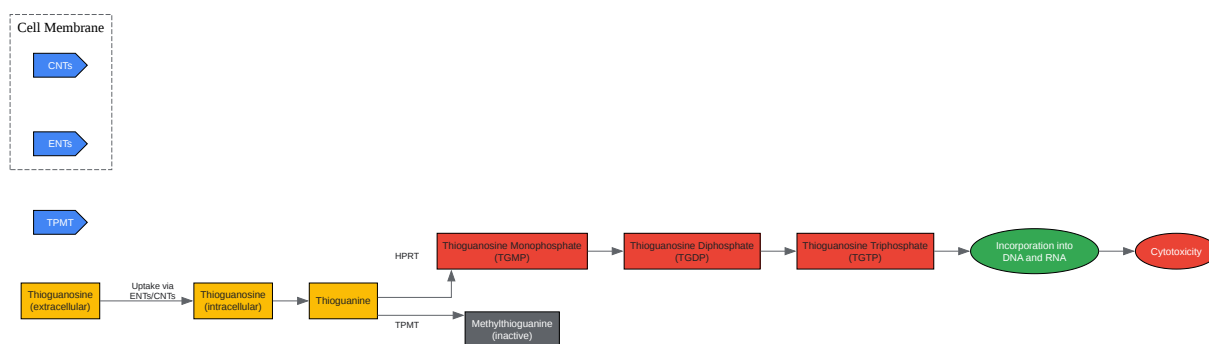 Cell Membrane
CNTs
ENTs
TPMT
Thioguanosine
(extracellular)
Uptake via
ENTs/CNTs
Thioguanosine
(intracellular)
Thioguanine
HPRT
TPMT
Thioguanosine Monophosphate
(TGMP)
Methylthioguanine
(inactive)
Thioguanosine Diphosphate
(TGDP)
Thioguanosine Triphosphate
(TGTP)
Incorporation into
DNA and RNA
Cytotoxicity